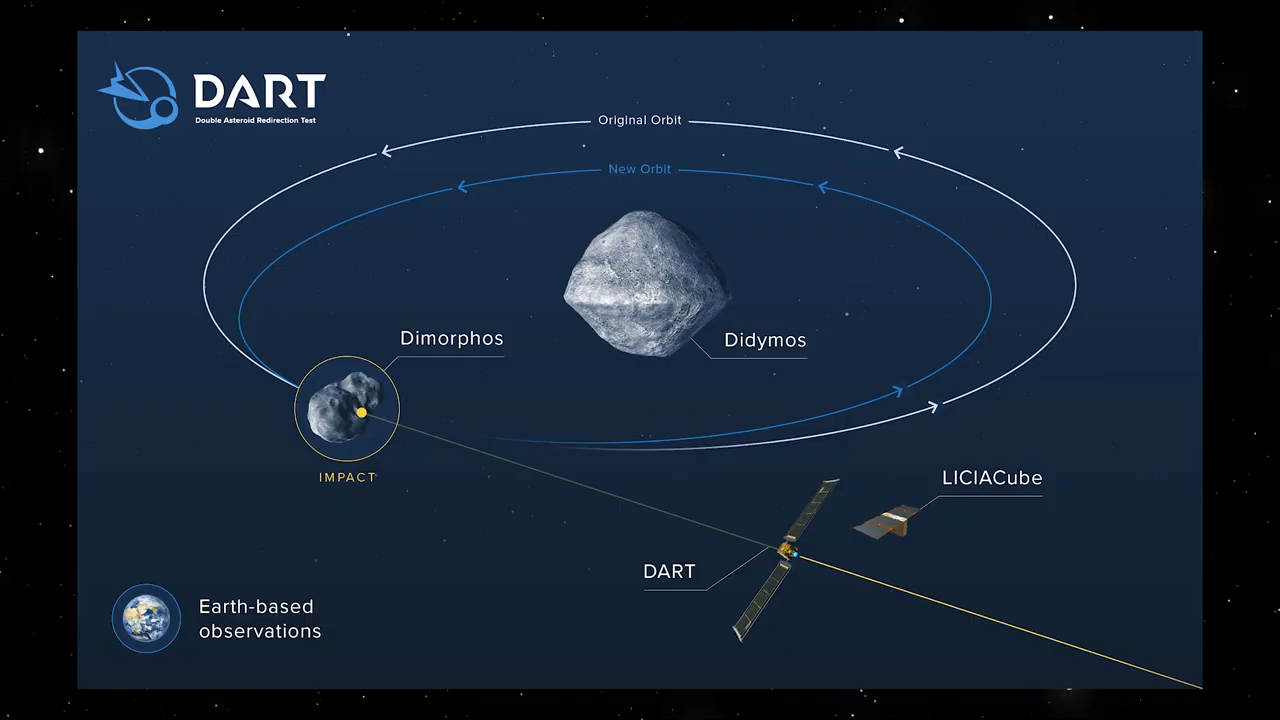 DART
Double Asteroid Redirection Test
Original Orbit
New Orbit
Dimorphos
Didymos
IMPACT
LICIACube
DART
Earth-based
observations